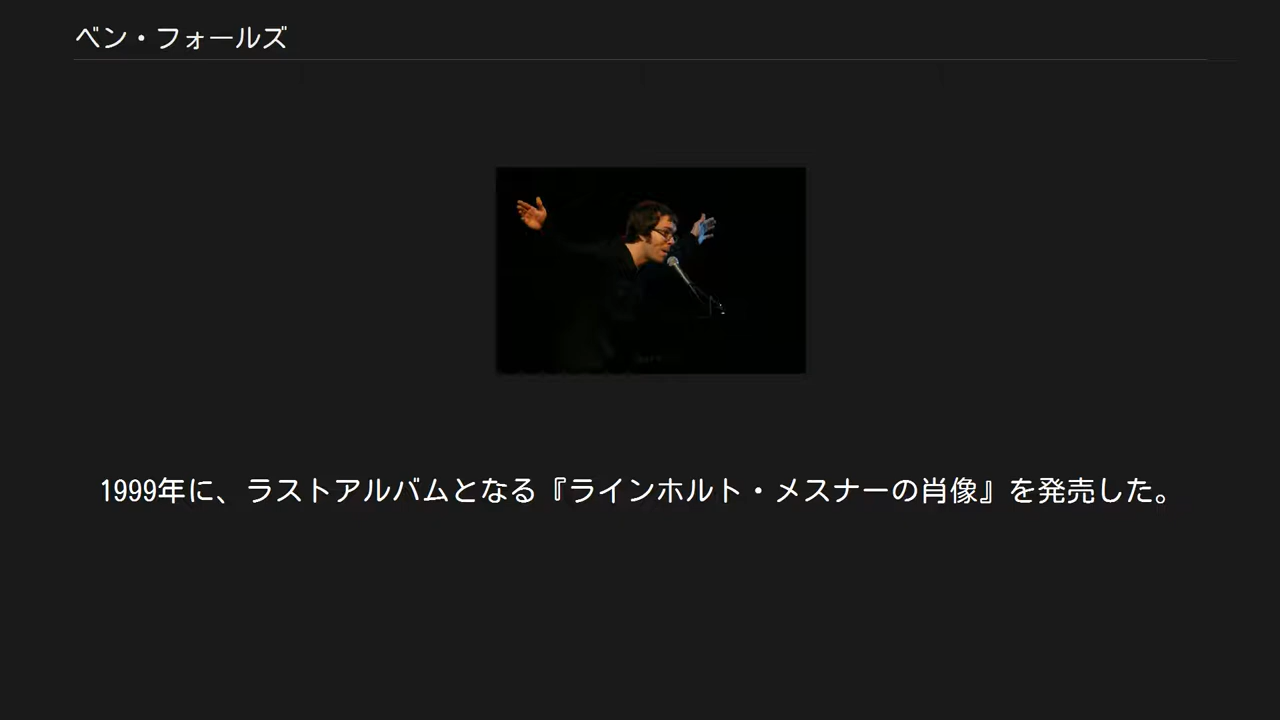 ベン・フォールズ
1999年に、ラストアルバムとなる『ラインホルト・メスナーの肖像』を発売した。